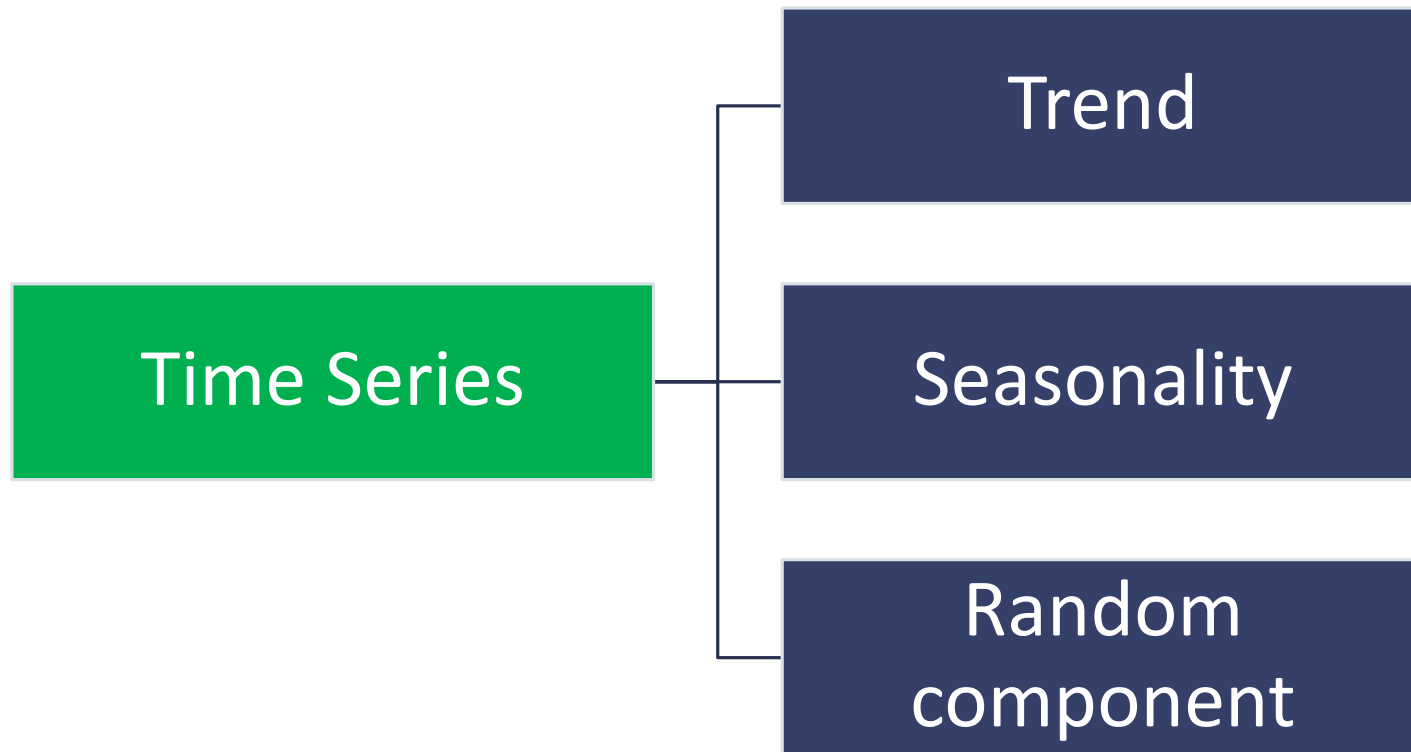 Time Series
Trend
Seasonality
Random
component